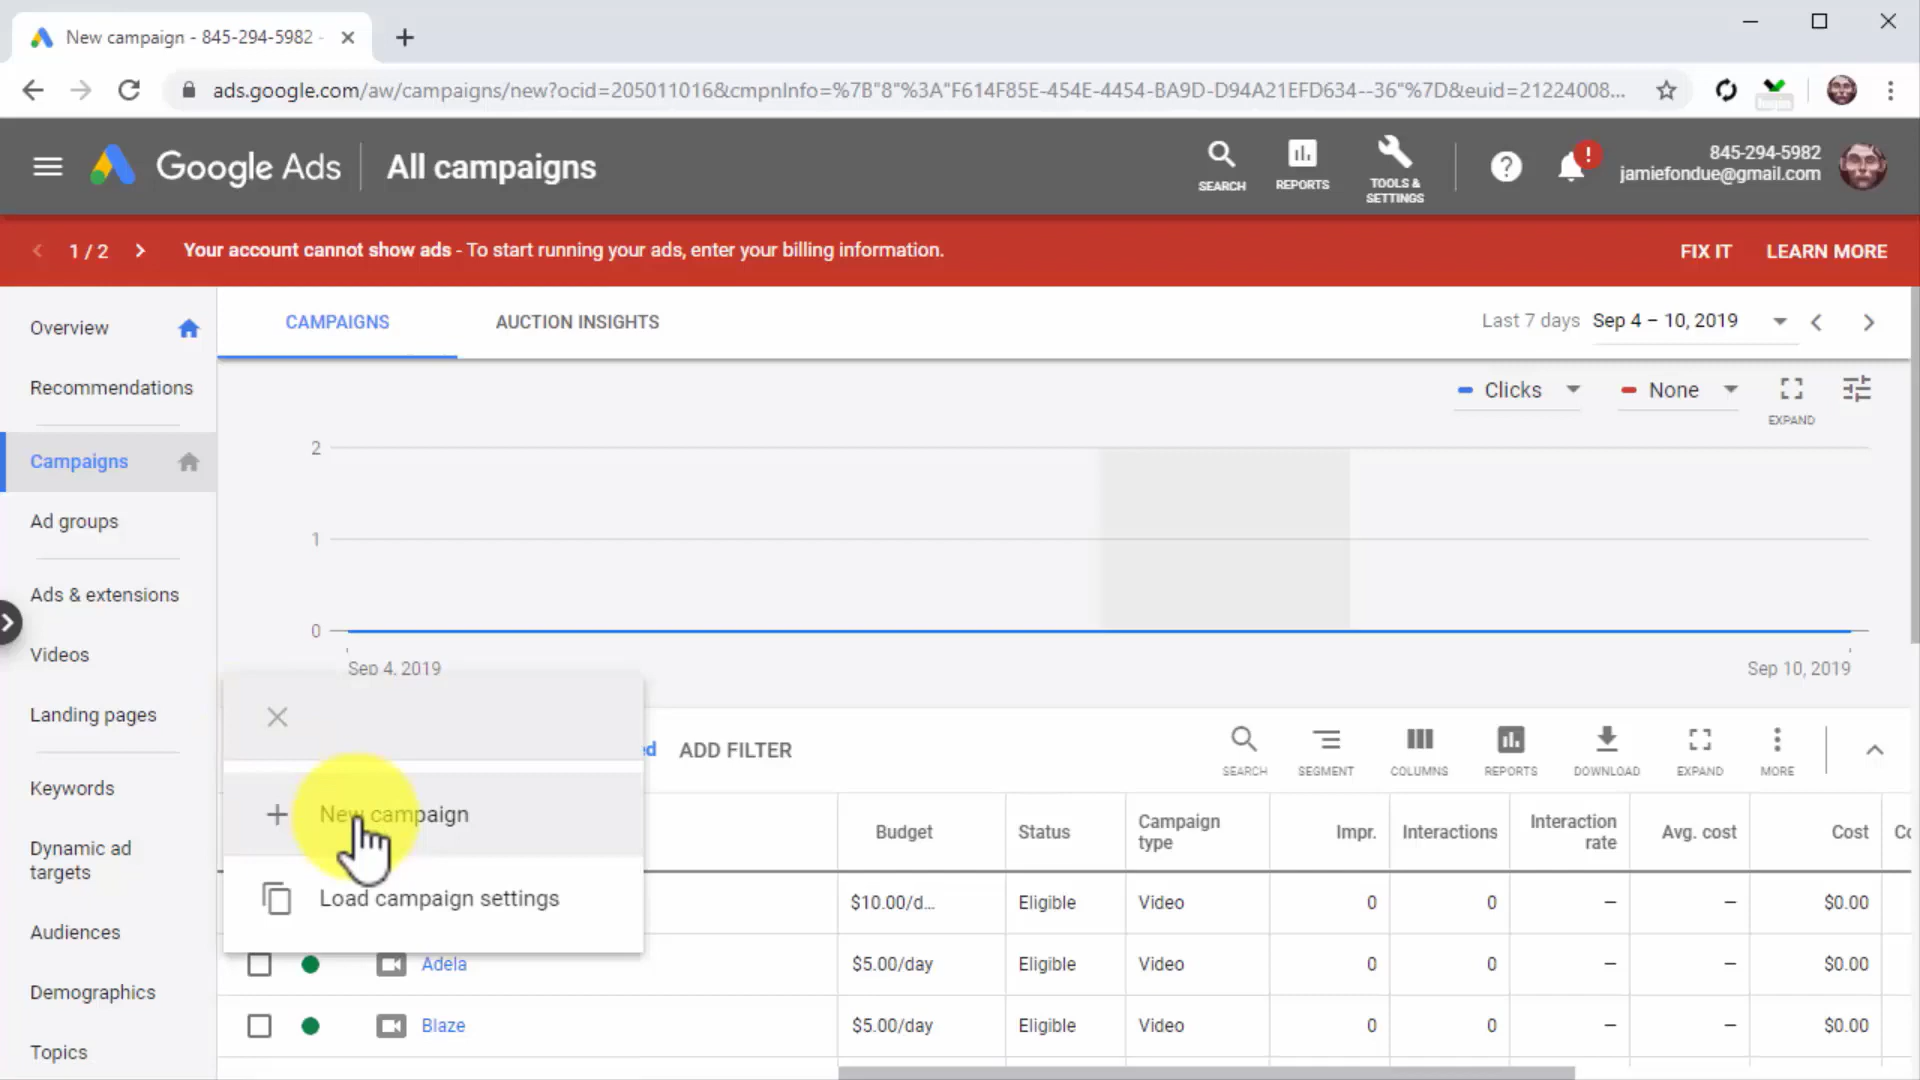 New campaign - 845-294-5982 -
ads.google.com/aw/campaigns/new?ocid=205011016&cmpnInfo=%7B"8"%3A"F614F85E-454E-4454-BA9D-D94A21EFD634--36"%7D&euid=21224008...
login
Google Ads
All campaigns
SEARCH
REPORTS
TOOLS &
SETTINGS
?
!
845-294-5982
jamiefondue@gmail.com
1 / 2
Your account cannot show ads - To start running your ads, enter your billing information.
FIX IT
LEARN MORE
Overview
Recommendations
Campaigns
Ad groups
Ads & extensions
Videos
Landing pages
Keywords
Dynamic ad
targets
Audiences
Demographics
Topics
CAMPAIGNS
AUCTION INSIGHTS
Last 7 days Sep 4 – 10, 2019
Clicks
None
EXPAND
2
1
0
Sep 4, 2019
Sep 10, 2019
New campaign
Load campaign settings
ed
ADD FILTER
SEARCH
SEGMENT
COLUMNS
REPORTS
DOWNLOAD
EXPAND
MORE
Budget
Status
Campaign
type
Impr.
Interactions
Interaction
rate
Avg. cost
Cost
Co
$10.00/d... Eligible Video 0 0 – – $0.00
Adela $5.00/day Eligible Video 0 0 – – $0.00
Blaze $5.00/day Eligible Video 0 0 – – $0.00